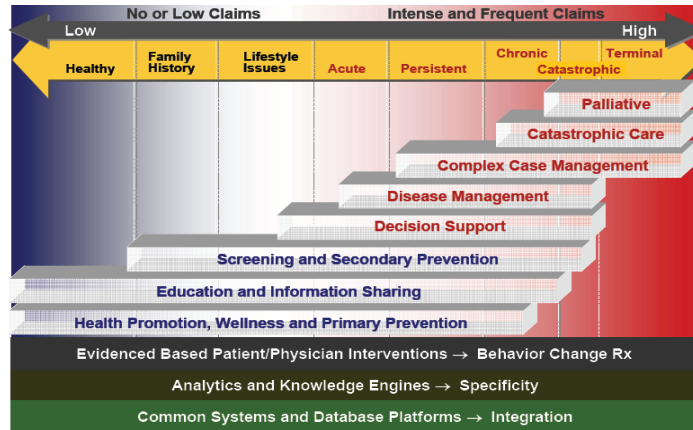 No or Low Claims
Intense and Frequent Claims
Low
High
Healthy
Family
History
Lifestyle
Issues
Acute
Persistent
Chronic
Catastrophic
Terminal
Palliative
Catastrophic Care
Complex Case Management
Disease Management
Decision Support
Screening and Secondary Prevention
Education and Information Sharing
Health Promotion, Wellness and Primary Prevention
Evidenced Based Patient/Physician Interventions → Behavior Change Rx
Analytics and Knowledge Engines → Specificity
Common Systems and Database Platforms → Integration